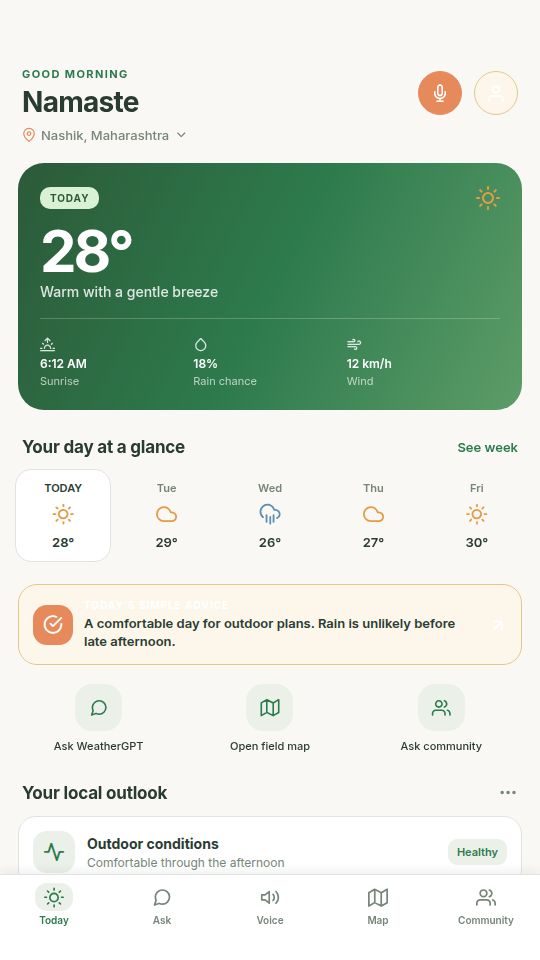 GOOD MORNING
Namaste
Nashik, Maharashtra
TODAY
28°
Warm with a gentle breeze
6:12 AM
Sunrise
18%
Rain chance
12 km/h
Wind
Your day at a glance
See week
TODAY
28°
Tue
29°
Wed
26°
Thu
27°
Fri
30°
TODAY'S SIMPLE ADVICE
A comfortable day for outdoor plans. Rain is unlikely before
late afternoon.
Ask WeatherGPT
Open field map
Ask community
Your local outlook
Outdoor conditions
Comfortable through the afternoon
Healthy
Today
Ask
Voice
Map
Community